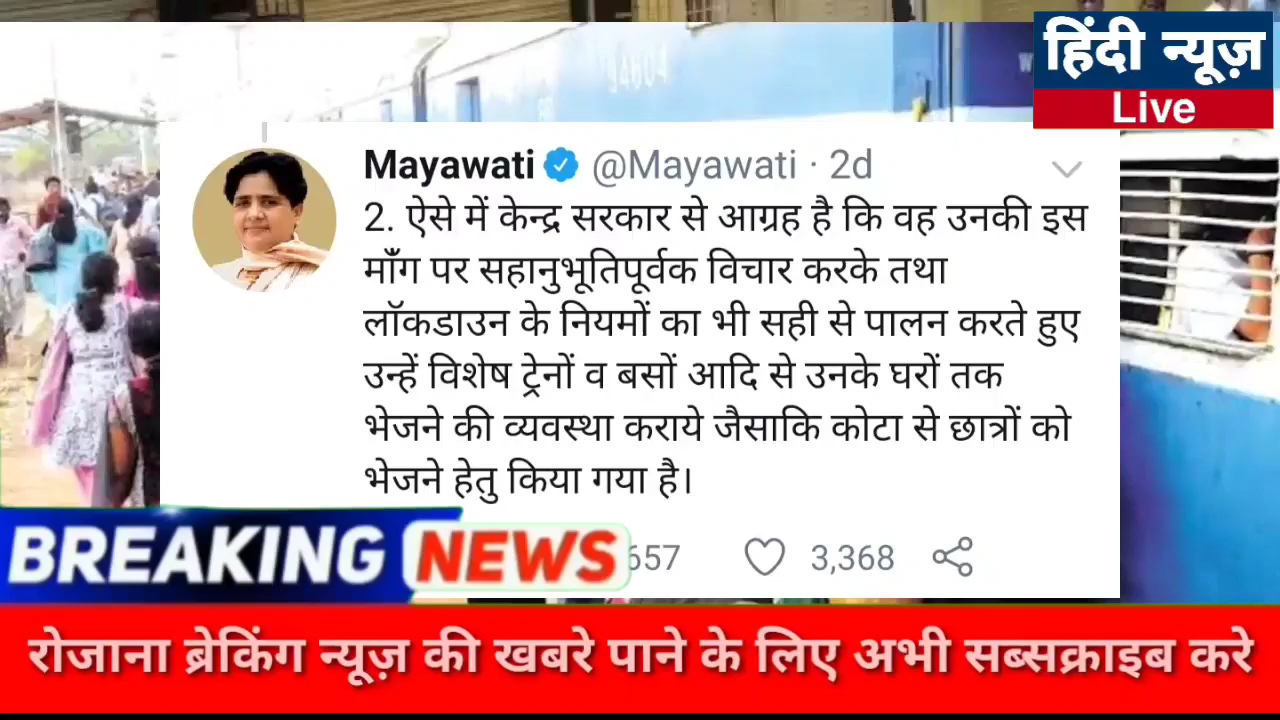 हिंदी न्यूज़
Live
Mayawati @Mayawati · 2d
2. ऐसे में केन्द्र सरकार से आग्रह है कि वह उनकी इस
माँग पर सहानुभूतिपूर्वक विचार करके तथा
लॉकडाउन के नियमों का भी सही से पालन करते हुए
उन्हें विशेष ट्रेनों व बसों आदि से उनके घरों तक
भेजने की व्यवस्था कराये जैसाकि कोटा से छात्रों को
भेजने हेतु किया गया है।
657 3,368
BREAKING NEWS
रोजाना ब्रेकिंग न्यूज़ की खबरे पाने के लिए अभी सब्सक्राइब करे